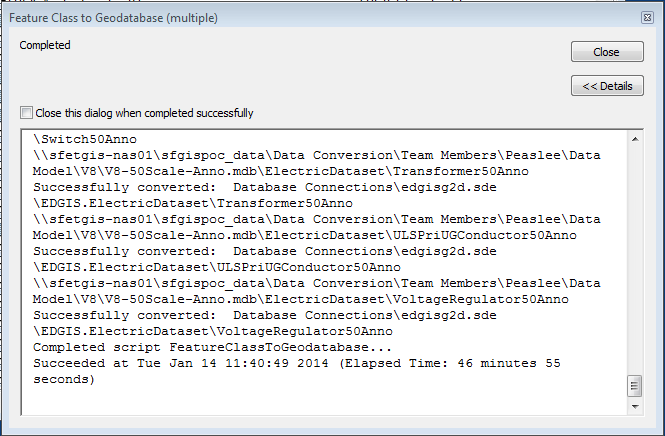 Feature Class to Geodatabase (multiple)
Completed
Close
<< Details
Close this dialog when completed successfully
\Switch50Anno
\\sfetgis-nas01\sfgispoc_data\Data Conversion\Team Members\Peaslee\Data
Model\V8\V8-50Scale-Anno.mdb\ElectricDataset\Transformer50Anno
Successfully converted:  Database Connections\edgisg2d.sde
\EDGIS.ElectricDataset\Transformer50Anno
\\sfetgis-nas01\sfgispoc_data\Data Conversion\Team Members\Peaslee\Data
Model\V8\V8-50Scale-Anno.mdb\ElectricDataset\ULSPriUGConductor50Anno
Successfully converted:  Database Connections\edgisg2d.sde
\EDGIS.ElectricDataset\ULSPriUGConductor50Anno
\\sfetgis-nas01\sfgispoc_data\Data Conversion\Team Members\Peaslee\Data
Model\V8\V8-50Scale-Anno.mdb\ElectricDataset\VoltageRegulator50Anno
Successfully converted:  Database Connections\edgisg2d.sde
\EDGIS.ElectricDataset\VoltageRegulator50Anno
Completed script FeatureClassToGeodatabase...
Succeeded at Tue Jan 14 11:40:49 2014 (Elapsed Time: 46 minutes 55
seconds)